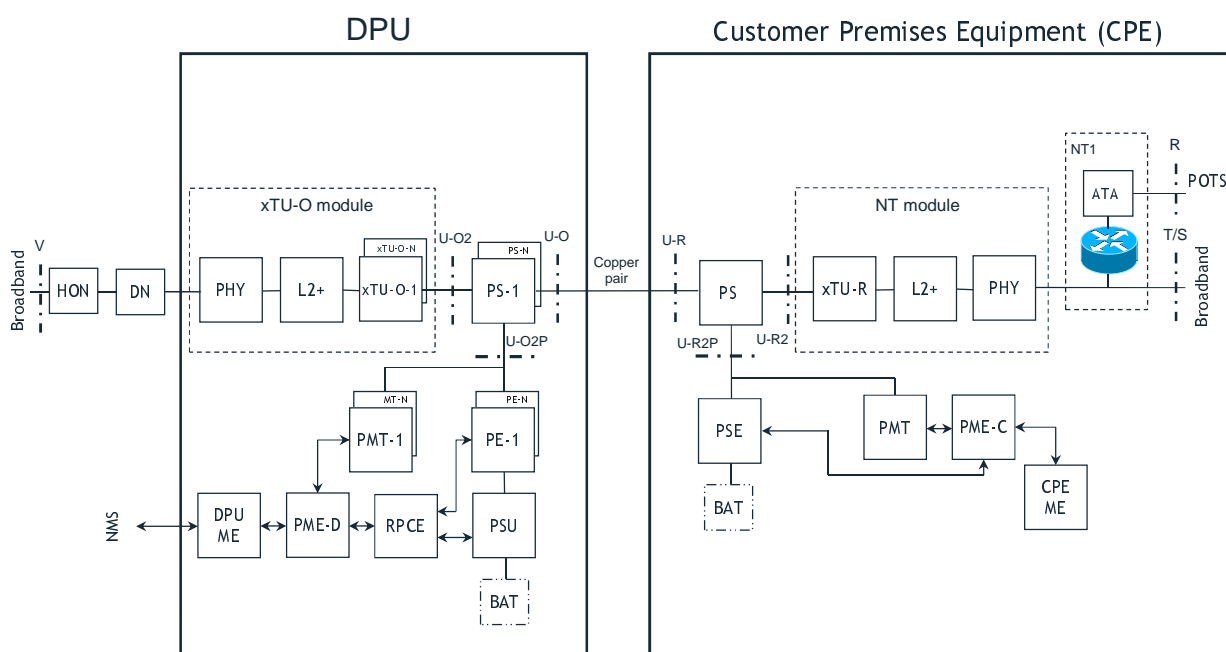 DPU
Customer Premises Equipment (CPE)
NT1
R
ATA
POTS
xTU-O module
NT module
V
U-O2
U-O
U-R
T/S
xTU-O-N
PS-N
Copper
pair
Broadband
HON
DN
PHY
L2+
xTU-O-1
PS-1
PS
xTU-R
L2+
PHY
Broadband
U-O2P
U-R2P
U-R2
MT-N
PE-N
PMT-1
PE-1
PSE
PMT
PME-C
NMS
DPU
ME
PME-D
RPCE
PSU
BAT
CPE
ME
BAT